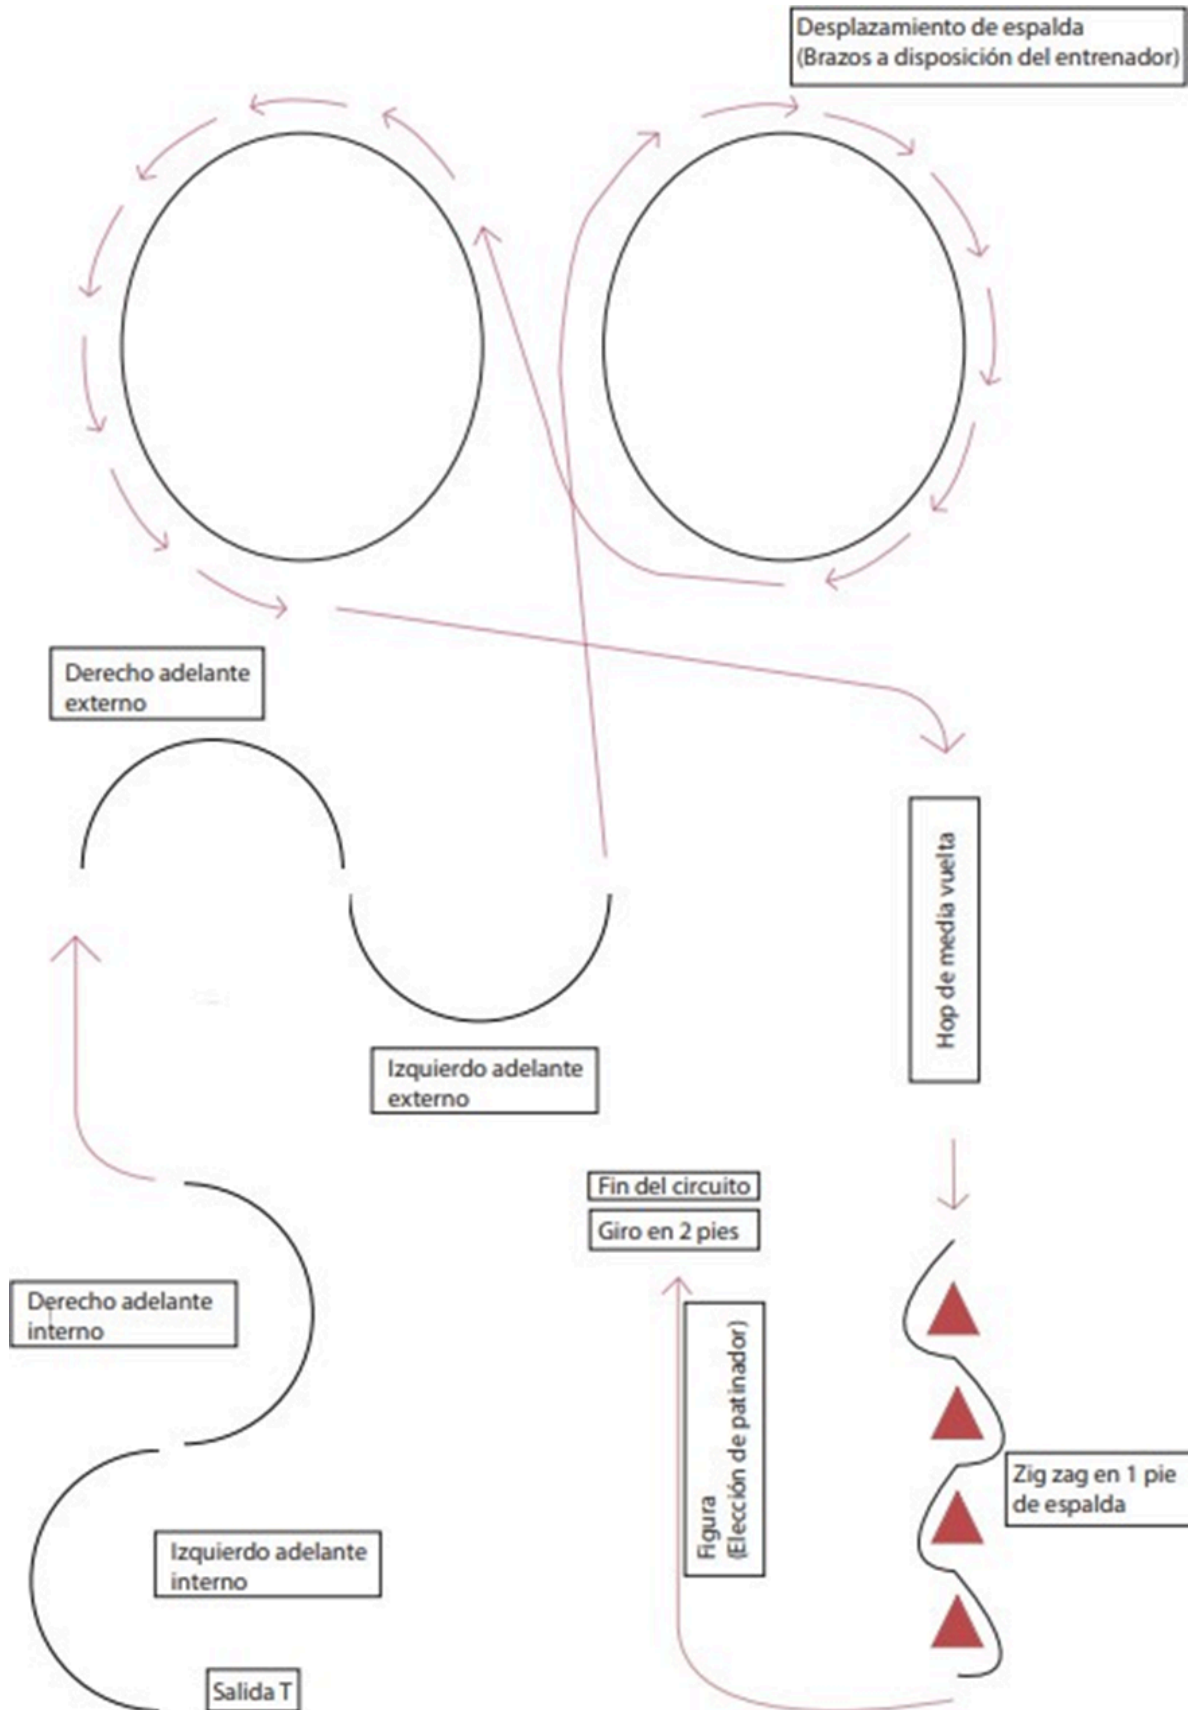 Desplazamiento de espalda
(Brazos a disposición del entrenador)
Derecho adelante
externo
Izquierdo adelante
externo
Hop de media vuelta
Fin del circuito
Giro en 2 pies
Derecho adelante
interno
Figura
(Elección de patinador)
Zig zag en 1 pie
de espalda
Izquierdo adelante
interno
Salida T